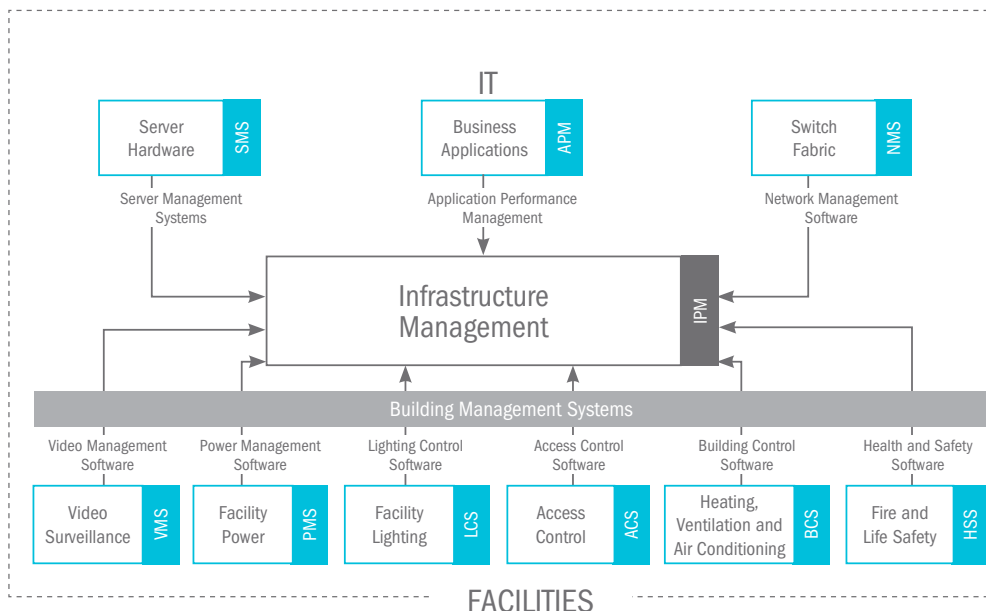 IT
Server
Hardware
SMS
Business
Applications
APM
Switch
Fabric
NMS
Server Management
Systems
Application Performance
Management
Network Management
Software
Infrastructure
Management
IPM
Building Management Systems
Video Management
Software
Power Management
Software
Lighting Control
Software
Access Control
Software
Building Control
Software
Health and Safety
Software
Video
Surveillance
VMS
Facility
Power
PMS
Facility
Lighting
LCS
Access
Control
ACS
Heating,
Ventilation and
Air Conditioning
BCS
Fire and
Life Safety
HSS
FACILITIES